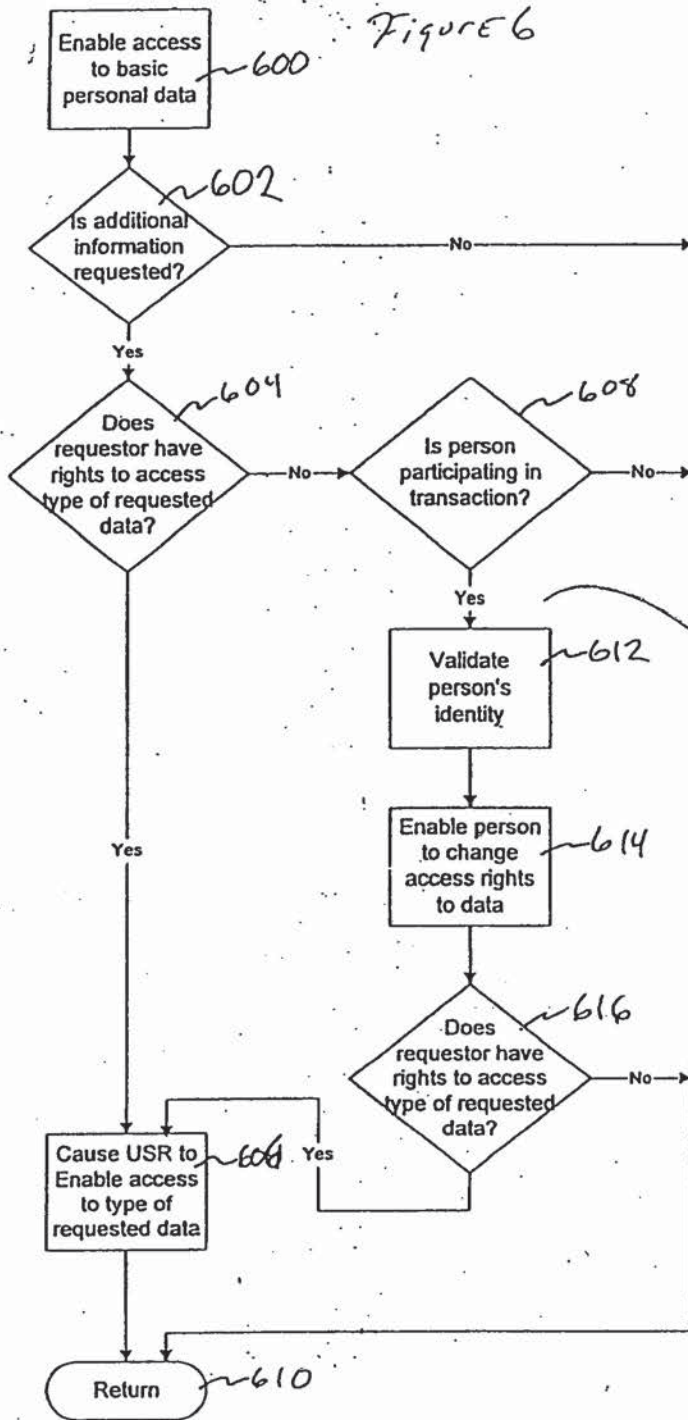 Figure 6
Enable access
to basic
personal data
600
602
Is additional
information
requested?
No
Yes
604
Does
requestor have
rights to access
type of requested
data?
No
608
Is person
participating in
transaction?
No
Yes
Validate
person's
identity
612
Enable person
to change
access rights
to data
614
Yes
616
Does
requestor have
rights to access
type of requested
data?
No
Yes
Cause USR to
Enable access
to type of
requested data
606
Return
610